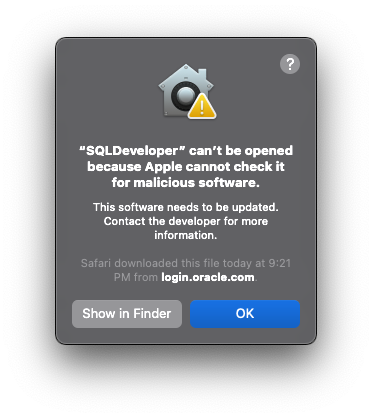 ?
“SQLDeveloper” can’t be opened
because Apple cannot check it
for malicious software.
This software needs to be updated.
Contact the developer for more
information.
Safari downloaded this file today at 9:21
PM from login.oracle.com.
Show in Finder
OK